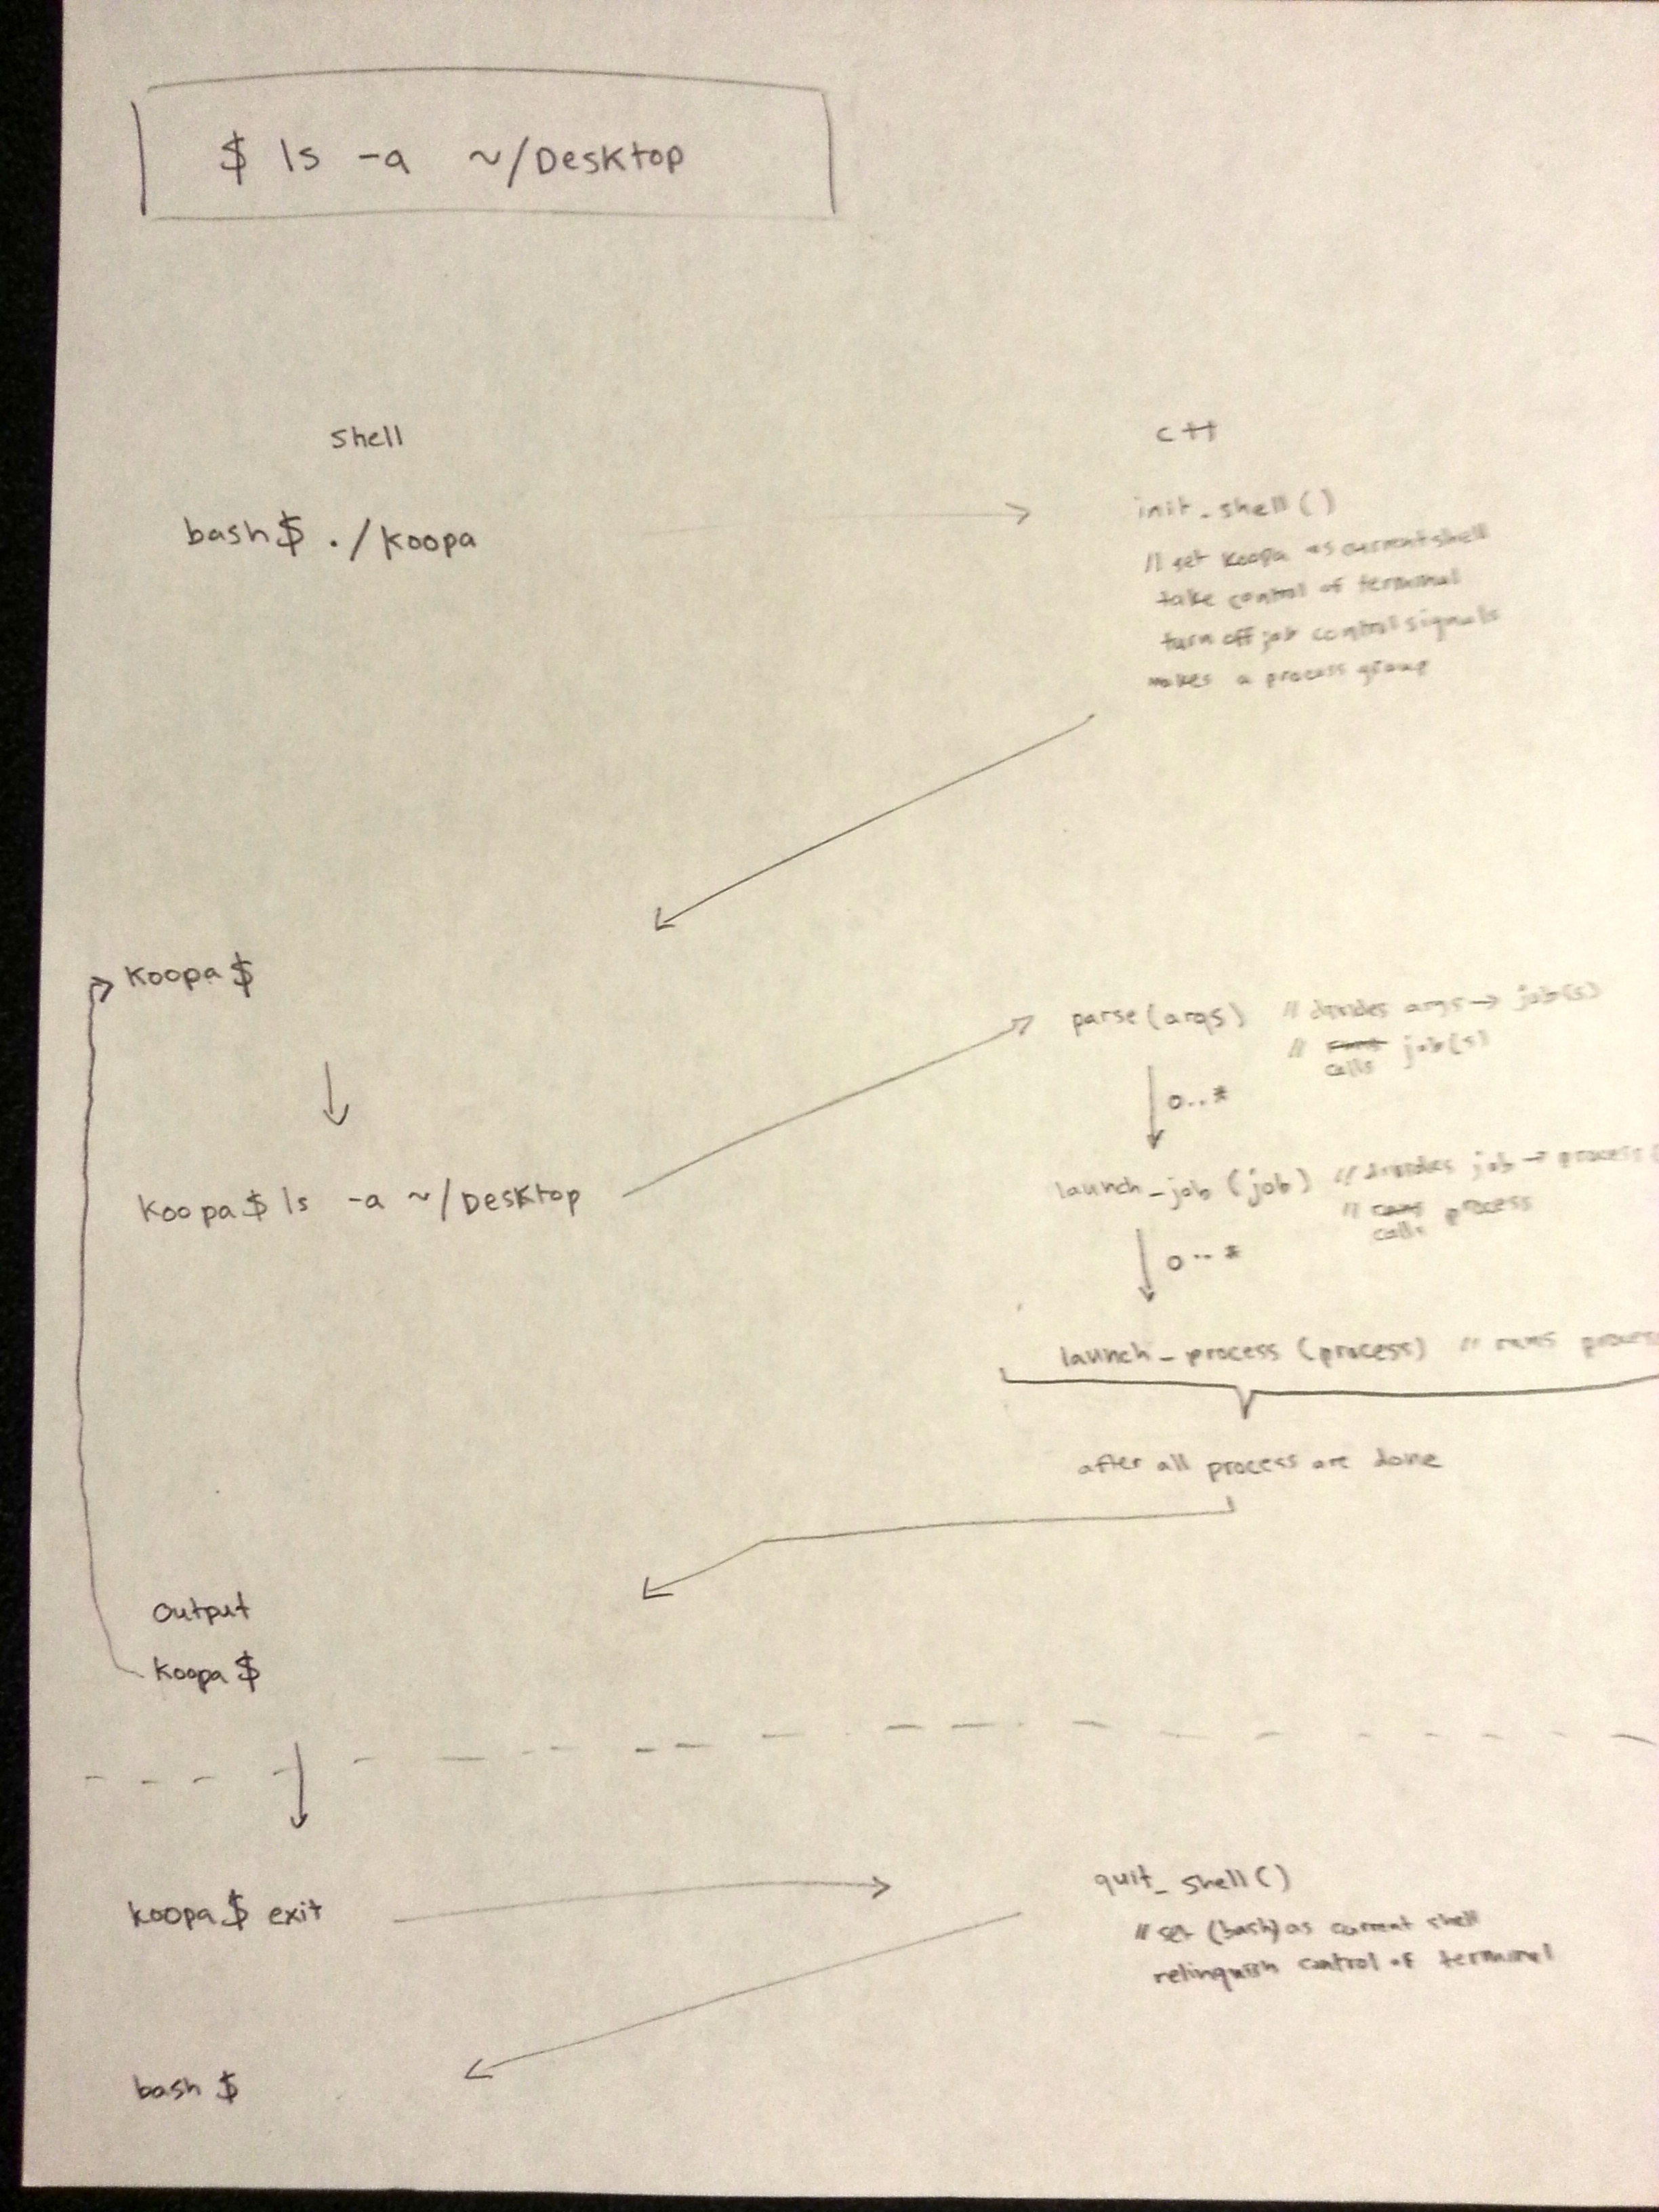 $ ls -a ~/Desktop
shell
c++
bash$ ./koopa
init_shell()
// set koopa as current shell
take control of terminal
turn off job control signals
makes a process group
koopa $
parse(args) // divides args → job(s)
// calls job(s)
0..*
koopa $ ls -a ~/Desktop
launch_job (job) // divides job → process(
// calls process
0..*
launch_process (process) // runs proces
after all process are done
output
koopa $
koopa $ exit
quit_shell()
// set (bash) as current shell
relinquish control of terminal
bash $